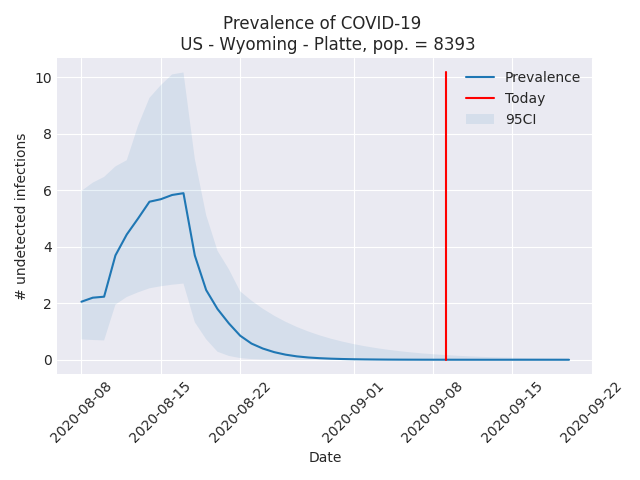 Prevalence of COVID-19
US - Wyoming - Platte, pop. = 8393
Prevalence
Today
95CI
10
8
6
4
2
0
# undetected infections
2020-08-08
2020-08-15
2020-08-22
2020-09-01
2020-09-08
2020-09-15
2020-09-22
Date